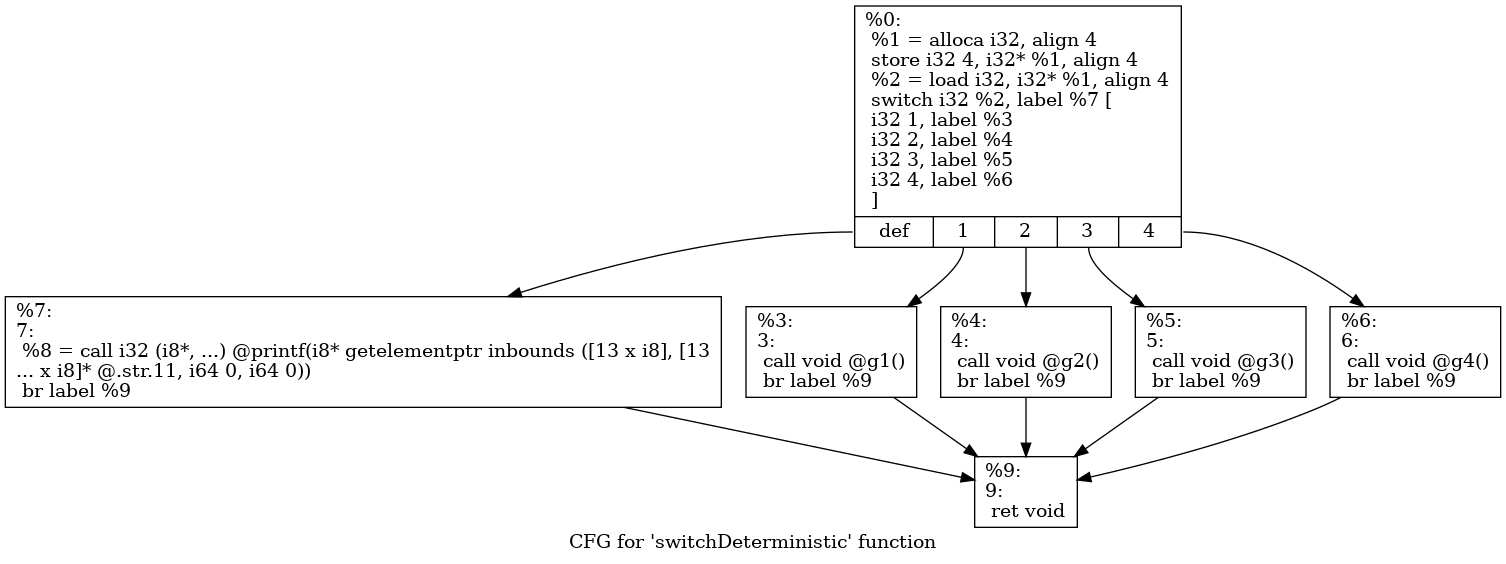 %0:
%1 = alloca i32, align 4
store i32 4, i32* %1, align 4
%2 = load i32, i32* %1, align 4
switch i32 %2, label %7 [
i32 1, label %3
i32 2, label %4
i32 3, label %5
i32 4, label %6
]
def 1 2 3 4
%7:
7:
%8 = call i32 (i8*, ...) @printf(i8* getelementptr inbounds ([13 x i8], [13
... x i8]* @.str.11, i64 0, i64 0))
br label %9
%3:
3:
call void @g1()
br label %9
%4:
4:
call void @g2()
br label %9
%5:
5:
call void @g3()
br label %9
%6:
6:
call void @g4()
br label %9
%9:
9:
ret void
CFG for 'switchDeterministic' function